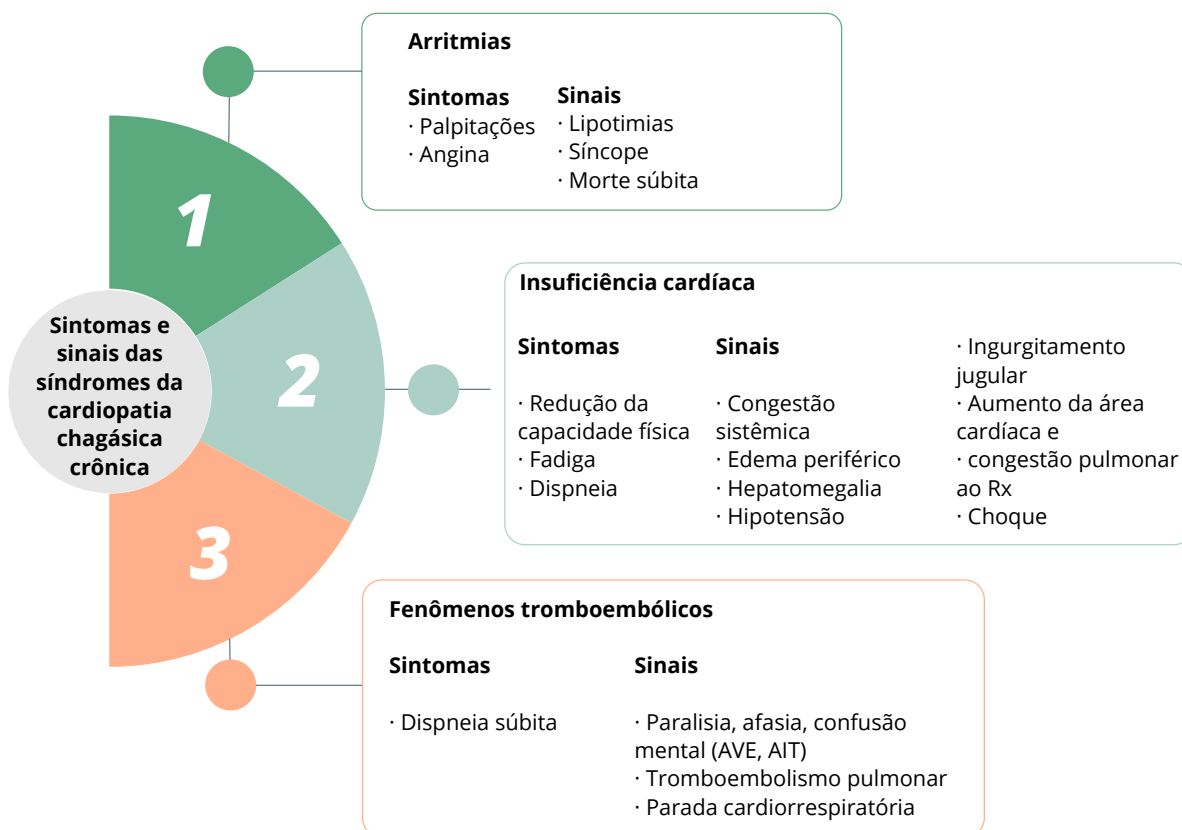 Arritmias
Sintomas
· Palpitações
· Angina
Sinais
· Lipotimias
· Síncope
· Morte súbita
1
2
3
Sintomas e
sinais das
síndromes da
cardiopatia
chagásica
crônica
Insuficiência cardíaca
Sintomas
· Redução da
capacidade física
· Fadiga
· Dispneia
Sinais
· Congestão
sistêmica
· Edema periférico
· Hepatomegalia
· Hipotensão
· Ingurgitamento
jugular
· Aumento da área
cardíaca e
· congestão pulmonar
ao Rx
· Choque
Fenômenos tromboembólicos
Sintomas
· Dispneia súbita
Sinais
· Paralisia, afasia, confusão
mental (AVE, AIT)
· Tromboembolismo pulmonar
· Parada cardiorrespiratória